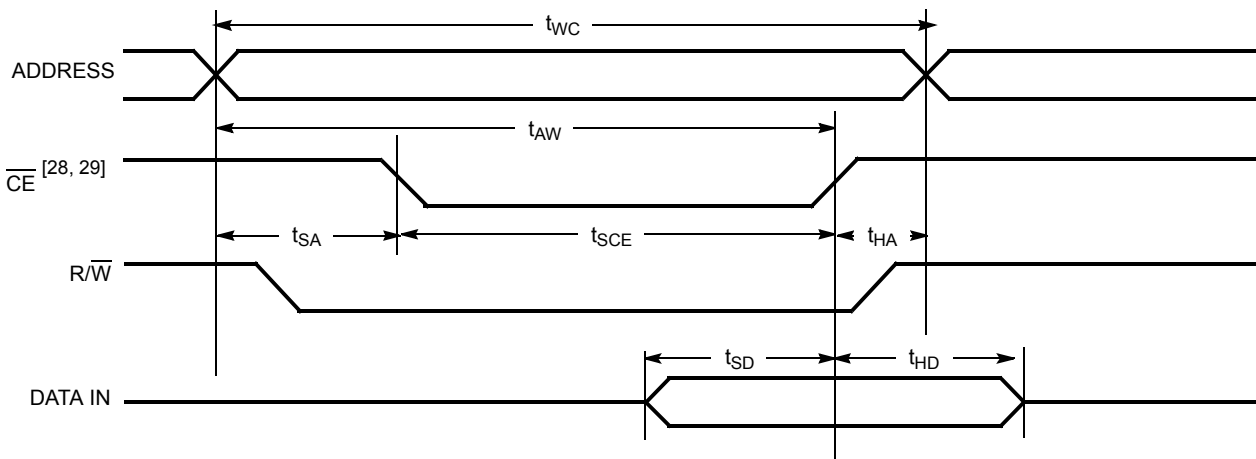 tWC
ADDRESS
tAW
CE [28, 29]
tSA
tSCE
tHA
R/W
tSD
tHD
DATA IN